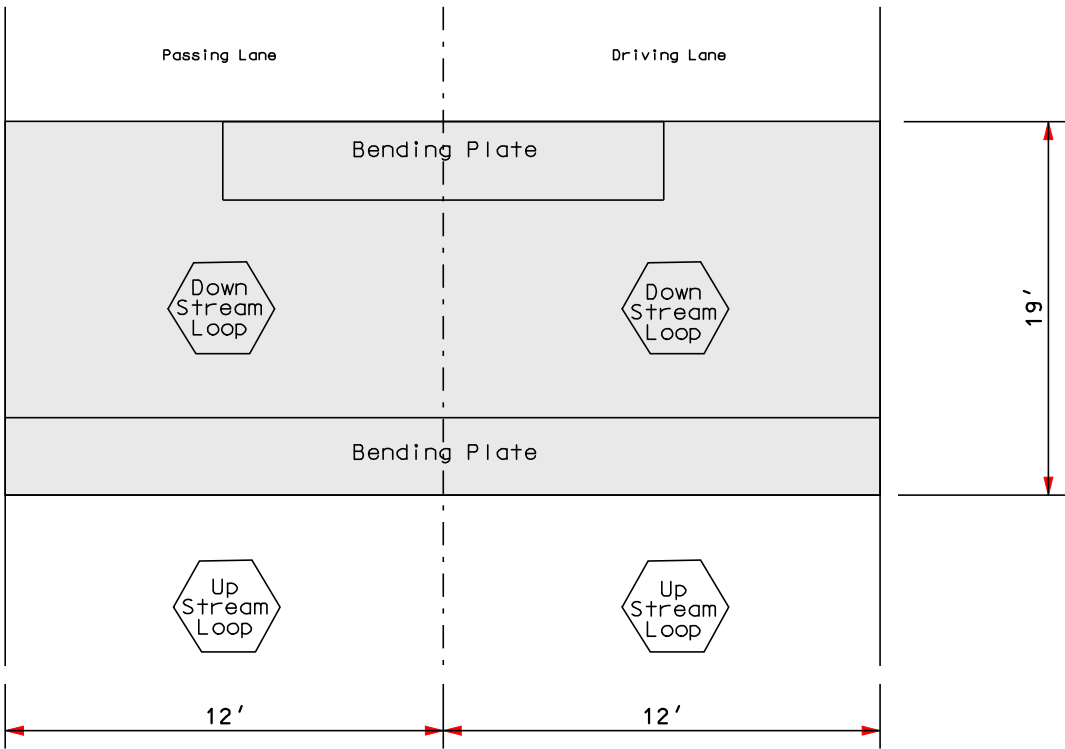 Passing Lane
Driving Lane
Bending Plate
Down
Stream
Loop
Down
Stream
Loop
19'
Bending Plate
Up
Stream
Loop
Up
Stream
Loop
12'
12'